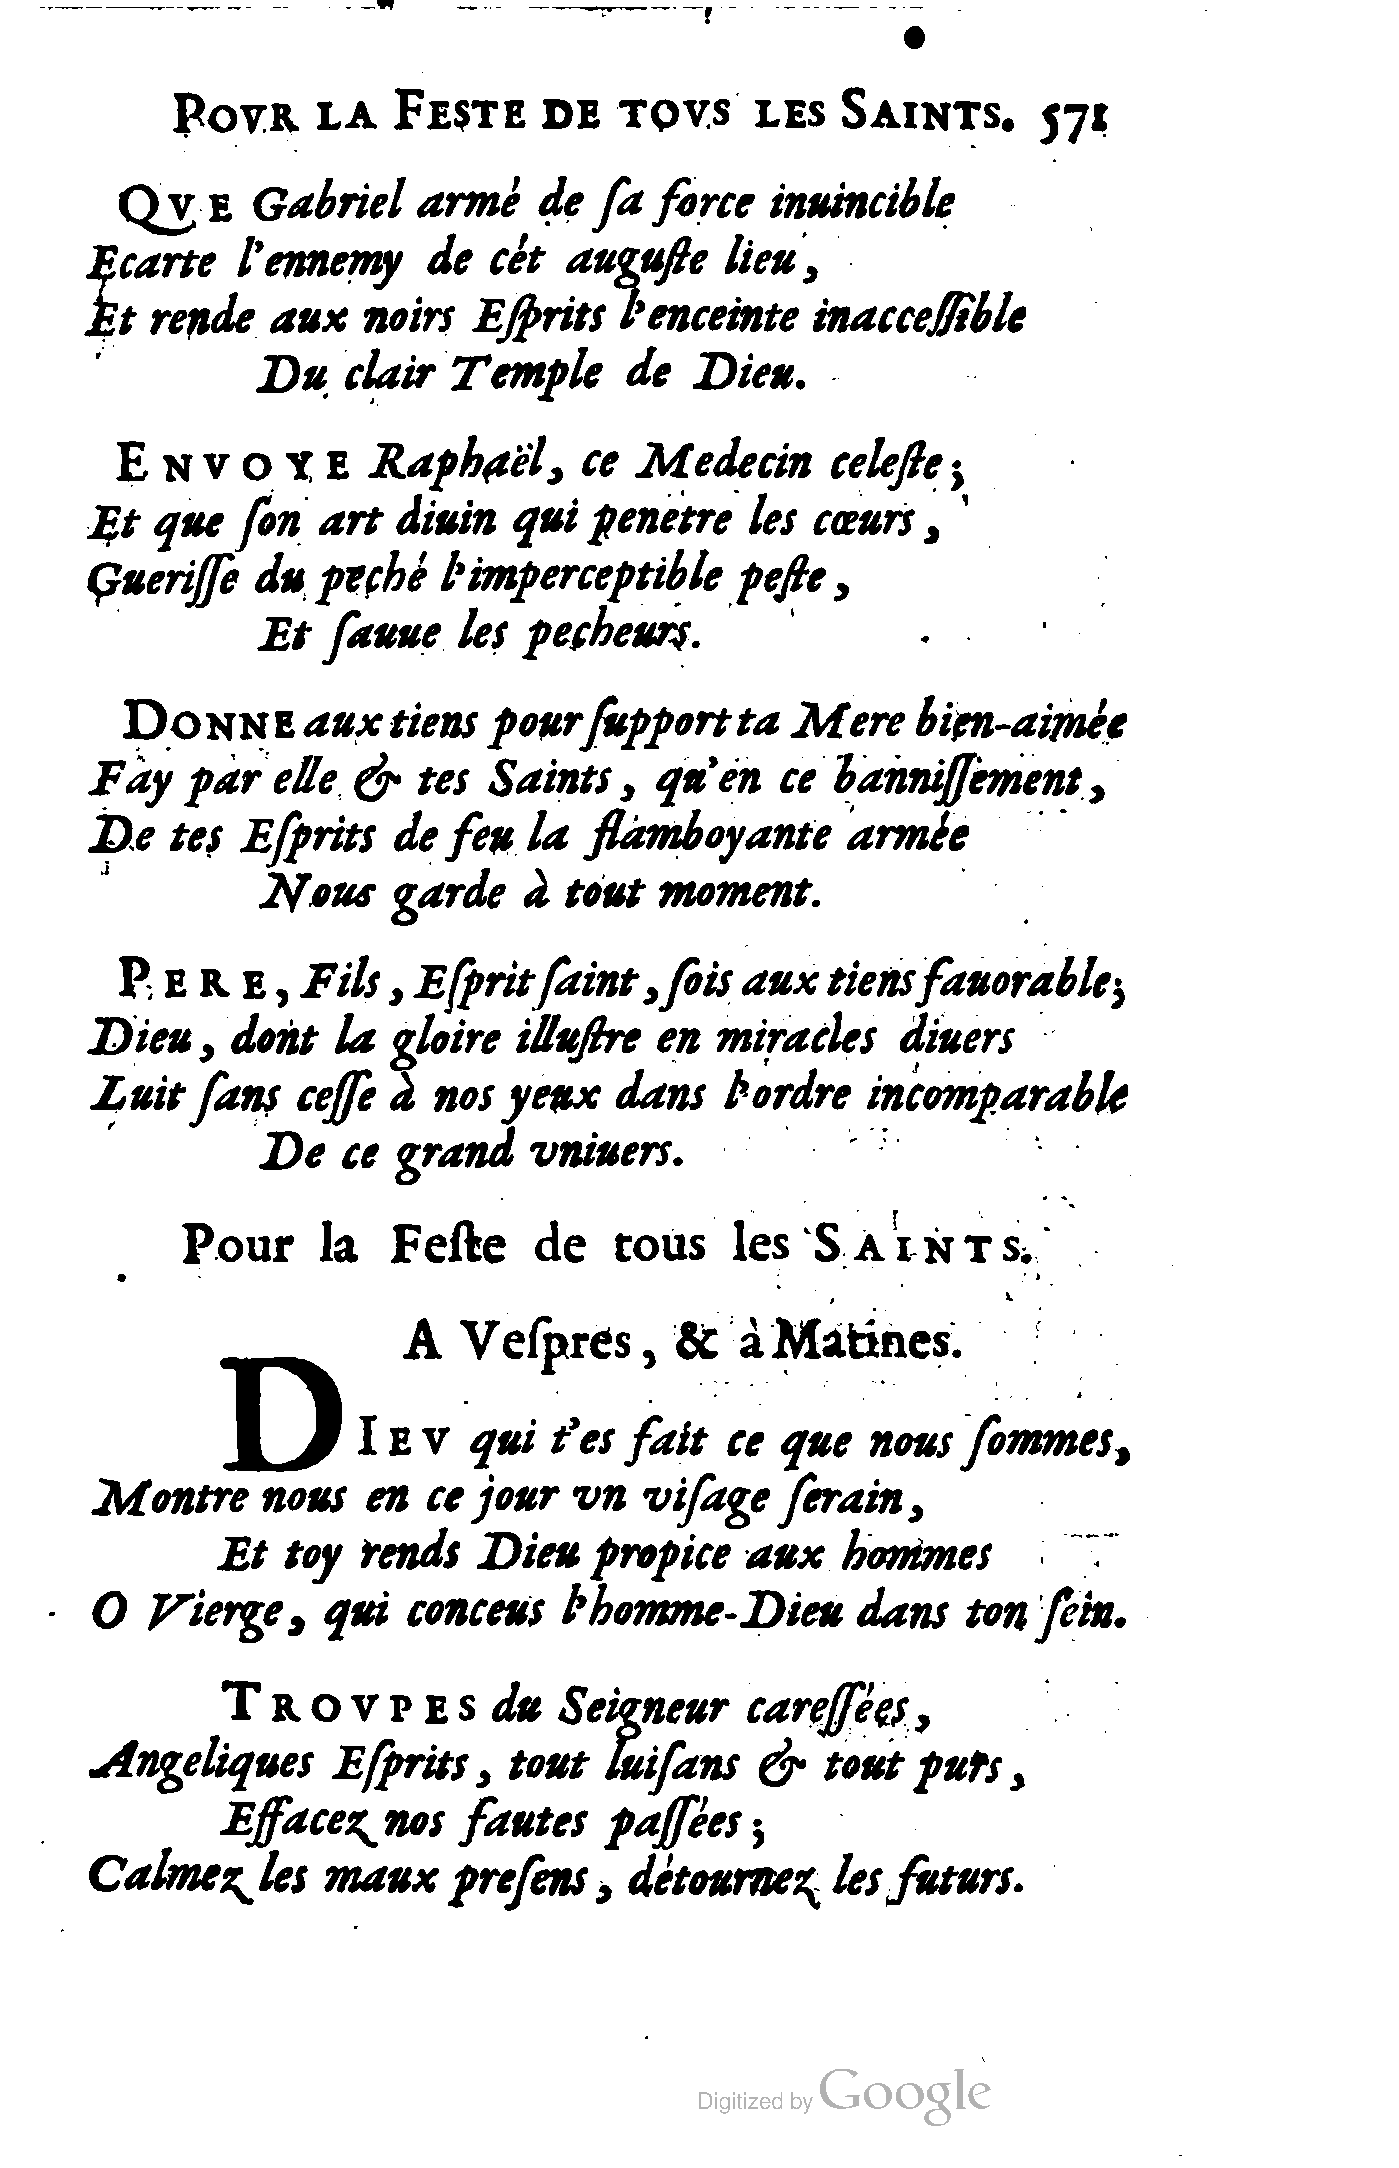 POVR LA FESTE DE TOVS LES SAINTS. 571
QVE Gabriel armé de ſa force inuincible
Ecarte l'ennemy de cét auguſte lieu,
Et rende aux noirs Eſprits l'enceinte inacceſſible
Du clair Temple de Dieu.
ENVOYE Raphaël, ce Medecin celeſte;
Et que ſon art diuin qui penetre les cœurs,
Gueriſſe du peché l'imperceptible peſte,
Et ſauue les pecheurs.
DONNE aux tiens pour ſupport ta Mere bien-aimée
Fay par elle & tes Saints, qu'en ce banniſſement,
De tes Eſprits de feu la flamboyante armée
Nous garde à tout moment.
PERE, Fils, Eſprit ſaint, ſois aux tiens fauorable;
Dieu, dont la gloire illuſtre en miracles diuers
Luit ſans ceſſe à nos yeux dans l'ordre incomparable
De ce grand vniuers.
Pour la Feſte de tous les SAINTS.
A Veſpres, & à Matines.
DIEV qui t'es fait ce que nous ſommes,
Montre nous en ce jour vn viſage ſerain,
Et toy rends Dieu propice aux hommes
O Vierge, qui conceus l'homme-Dieu dans ton ſein.
TROVPES du Seigneur careſſées,
Angeliques Eſprits, tout luiſans & tout purs,
Effacez nos fautes paſſées;
Calmez les maux preſens, détournez les futurs.
Digitized by Google